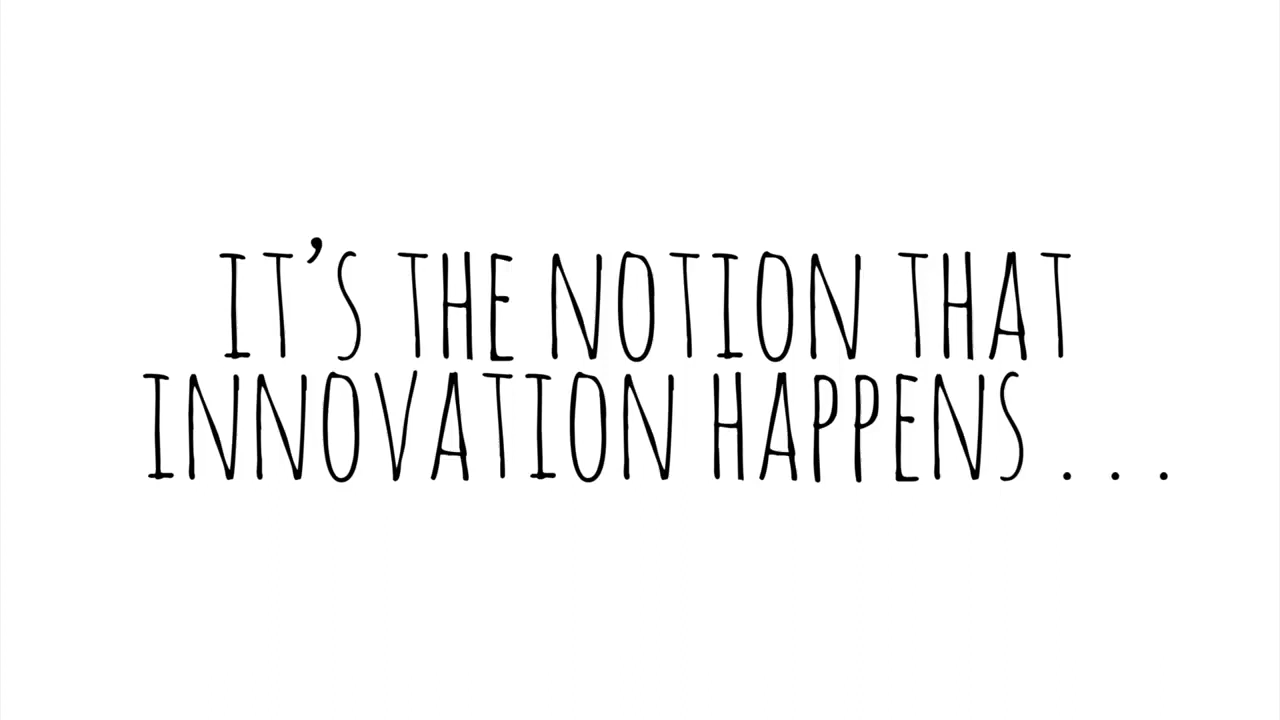 IT’S THE NOTION THAT
INNOVATION HAPPENS . . .